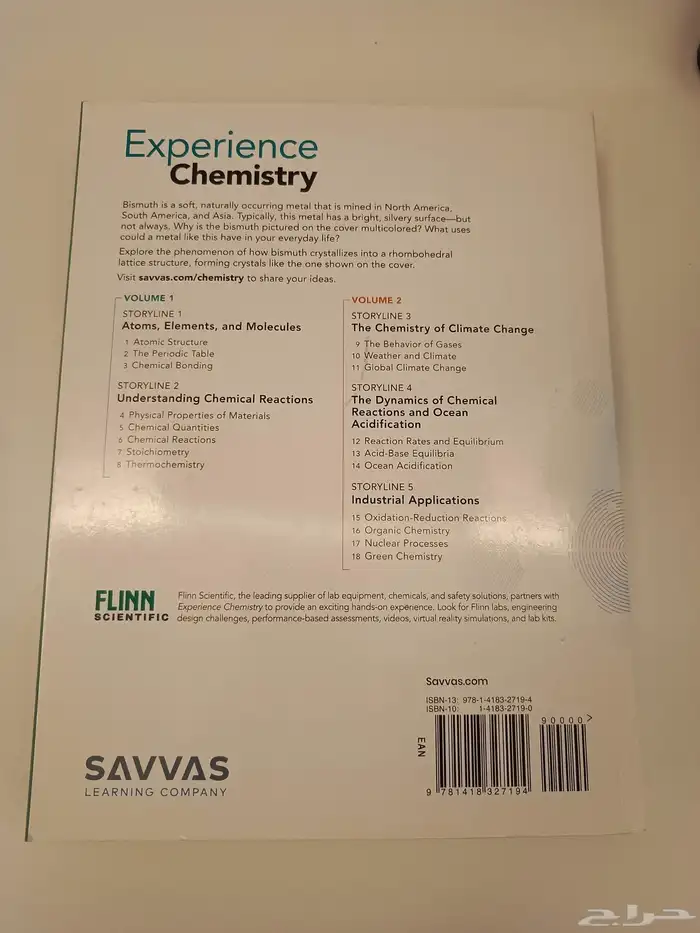 Experience
Chemistry
Bismuth is a soft, naturally occurring metal that is mined in North America,
South America, and Asia. Typically, this metal has a bright, silvery surface—but
not always. Why is the bismuth pictured on the cover multicolored? What uses
could a metal like this have in your everyday life?
Explore the phenomenon of how bismuth crystallizes into a rhombohedral
lattice structure, forming crystals like the one shown on the cover.
Visit savvas.com/chemistry to share your ideas.
VOLUME 1
STORYLINE 1
Atoms, Elements, and Molecules
1 Atomic Structure
2 The Periodic Table
3 Chemical Bonding
STORYLINE 2
Understanding Chemical Reactions
4 Physical Properties of Materials
5 Chemical Quantities
6 Chemical Reactions
7 Stoichiometry
8 Thermochemistry
VOLUME 2
STORYLINE 3
The Chemistry of Climate Change
9 The Behavior of Gases
10 Weather and Climate
11 Global Climate Change
STORYLINE 4
The Dynamics of Chemical
Reactions and Ocean
Acidification
12 Reaction Rates and Equilibrium
13 Acid-Base Equilibria
14 Ocean Acidification
STORYLINE 5
Industrial Applications
15 Oxidation-Reduction Reactions
16 Organic Chemistry
17 Nuclear Processes
18 Green Chemistry
FLINN
SCIENTIFIC
Flinn Scientific, the leading supplier of lab equipment, chemicals, and safety solutions, partners with
Experience Chemistry to provide an exciting hands-on experience. Look for Flinn labs, engineering
design challenges, performance-based assessments, videos, virtual reality simulations, and lab kits.
Savvas.com
ISBN-13: 978-1-4183-2719-4
ISBN-10: 1-4183-2719-0
90000>
EAN
9 781418 327194
SAVVAS
LEARNING COMPANY
حراج